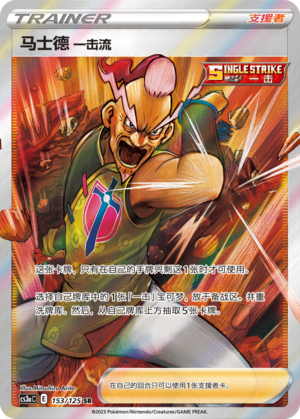 TRAINER 支援者
马士德 一击流
SINGLE STRIKE
一击
这张卡牌，只有在自己的手牌只剩这1张时才可使用。
选择自己牌库中的1张「一击」宝可梦，放于备战区。并重
洗牌库。然后，从自己牌库上方抽取5张卡牌。
Illus. Mitsuhiro Arita
CS3aC E 153/125 SR
在自己的回合只可以使用1张支援者卡。
©2023 Pokémon/Nintendo/Creatures/GAME FREAK.